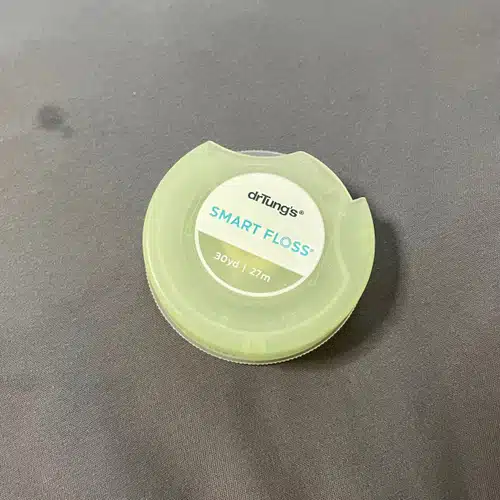 drTung's®
SMART FLOSS®
30yd | 27m